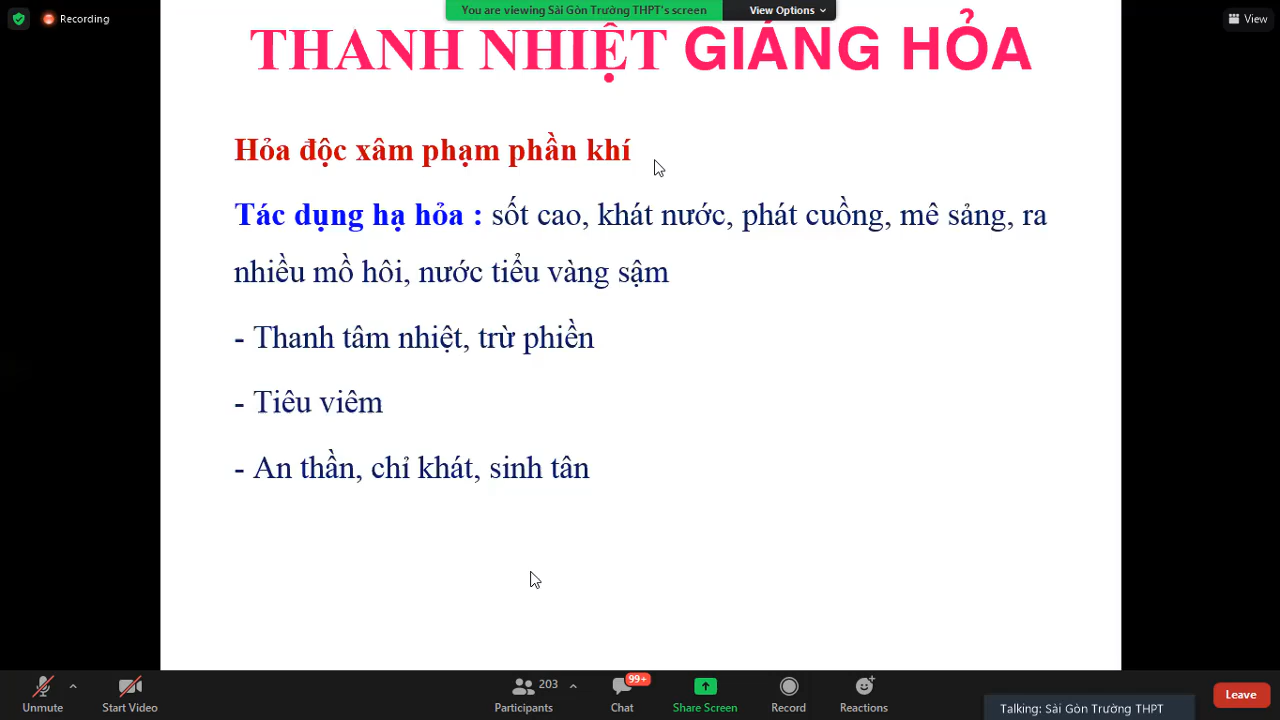 Recording
You are viewing Sài Gòn Trường THPT's screen
View Options
View
THANH NHIỆT GIÁNG HỎA
Hỏa độc xâm phạm phần khí
Tác dụng hạ hỏa : sốt cao, khát nước, phát cuồng, mê sảng, ra
nhiều mồ hôi, nước tiểu vàng sậm
- Thanh tâm nhiệt, trừ phiền
- Tiêu viêm
- An thần, chỉ khát, sinh tân
Unmute
Start Video
203
Participants
99+
Chat
Share Screen
Record
Reactions
Talking: Sài Gòn Trường THPT
Leave